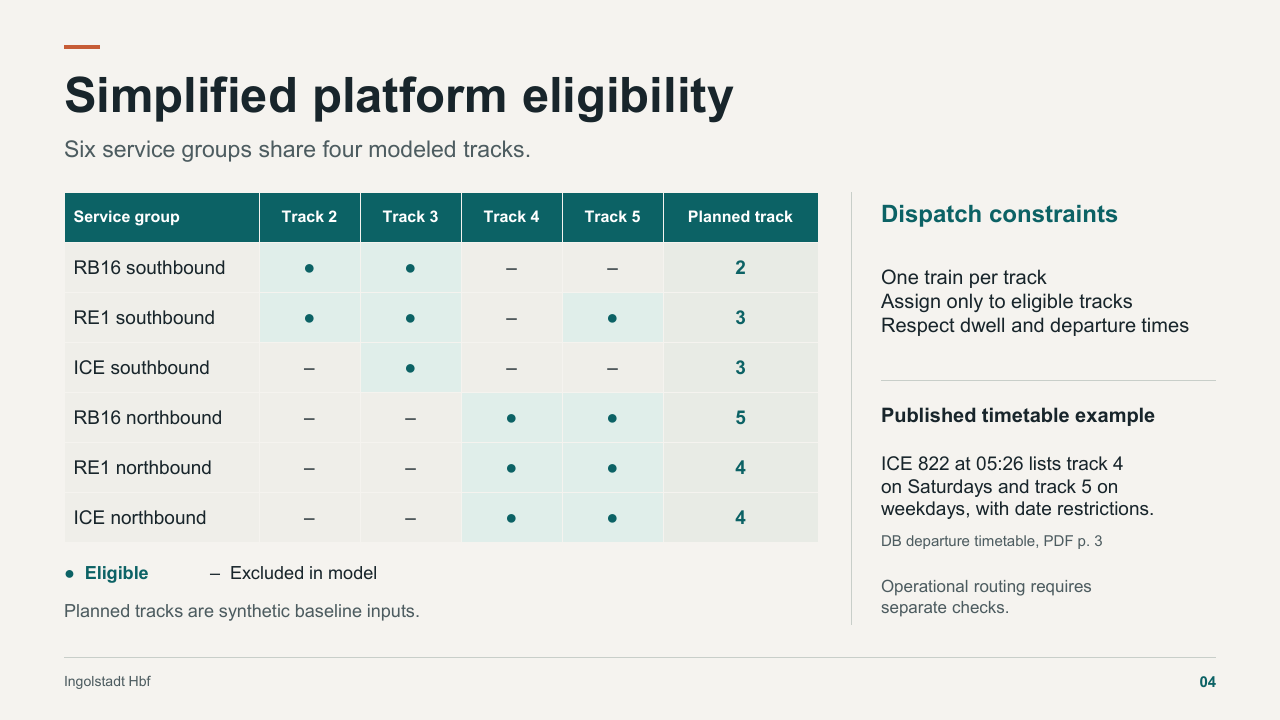 Simplified platform eligibility
Six service groups share four modeled tracks.
Service group Track 2 Track 3 Track 4 Track 5 Planned track
RB16 southbound ● ● – – 2
RE1 southbound ● ● – ● 3
ICE southbound – ● – – 3
RB16 northbound – – ● ● 5
RE1 northbound – – ● ● 4
ICE northbound – – ● ● 4
● Eligible – Excluded in model
Planned tracks are synthetic baseline inputs.
Dispatch constraints
One train per track
Assign only to eligible tracks
Respect dwell and departure times
Published timetable example
ICE 822 at 05:26 lists track 4
on Saturdays and track 5 on
weekdays, with date restrictions.
DB departure timetable, PDF p. 3
Operational routing requires
separate checks.
Ingolstadt Hbf
04